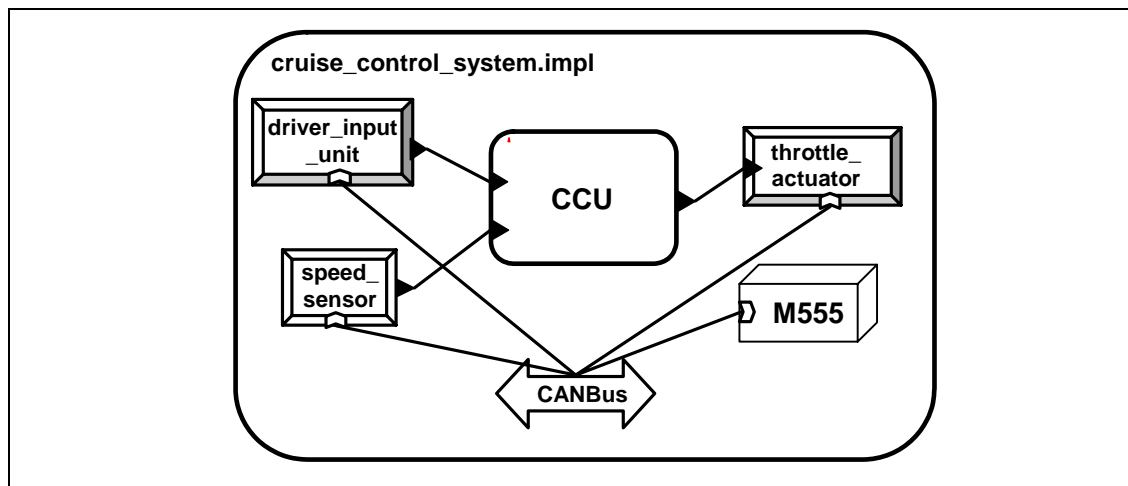 cruise_control_system.impl
driver_input
_unit
throttle_
actuator
CCU
speed_
sensor
M555
CANBus